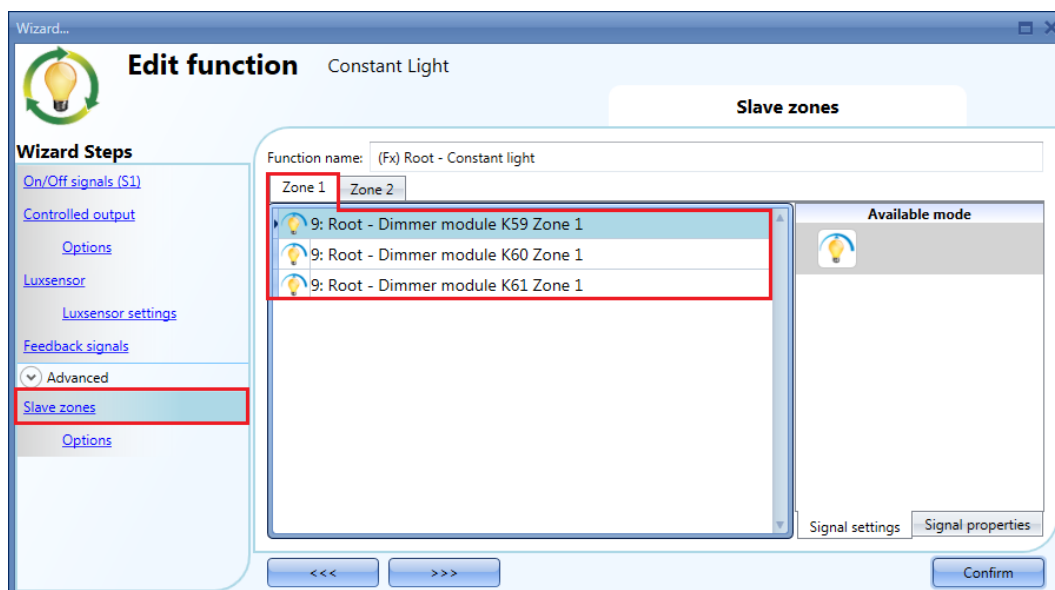 Wizard...
Edit function Constant Light
Slave zones
Wizard Steps
On/Off signals (S1)
Controlled output
Options
Luxsensor
Luxsensor settings
Feedback signals
Advanced
Slave zones
Options
Function name: (Fx) Root - Constant light
Zone 1 Zone 2
9: Root - Dimmer module K59 Zone 1
9: Root - Dimmer module K60 Zone 1
9: Root - Dimmer module K61 Zone 1
Available mode
Signal settings Signal properties
<<< >>> Confirm